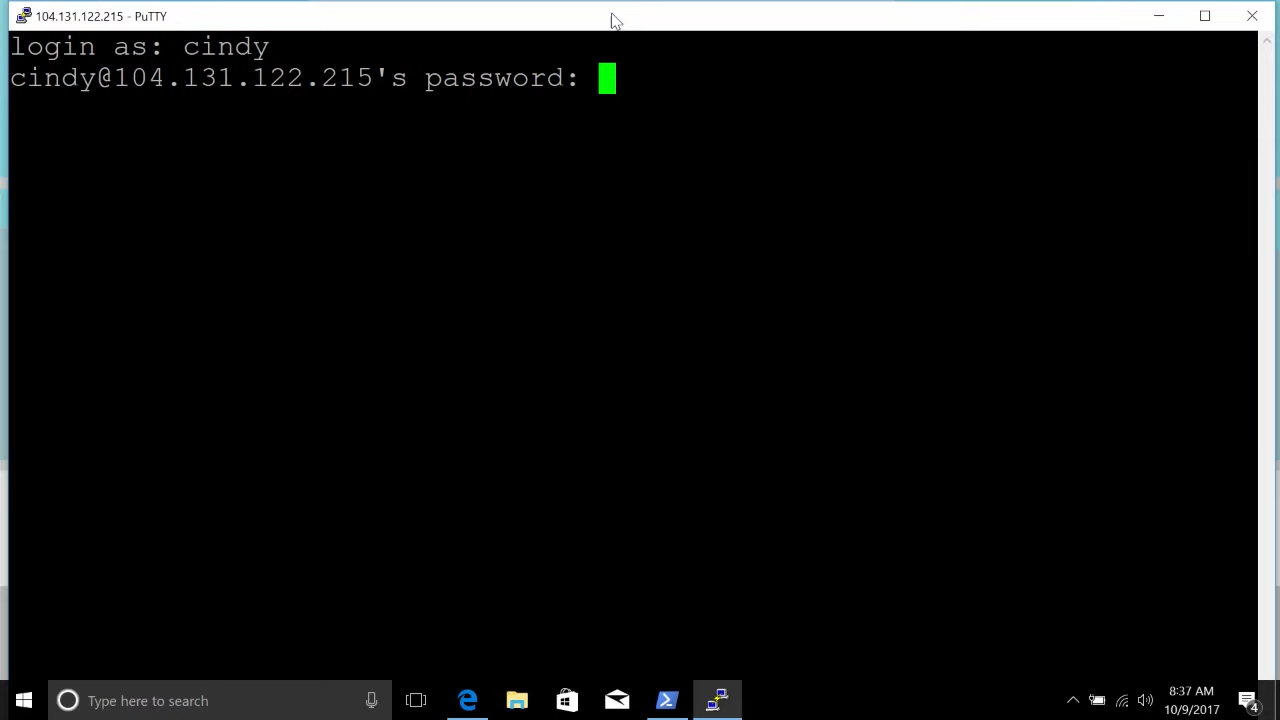 104.131.122.215 - PuTTY
login as: cindy
cindy@104.131.122.215's password:
Type here to search
8:37 AM
10/9/2017
4